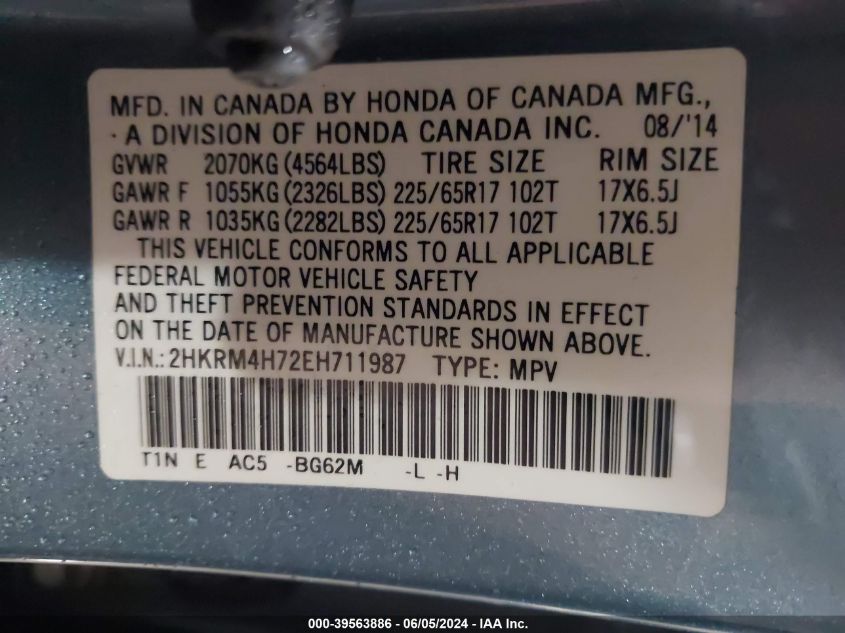 MFD. IN CANADA BY HONDA OF CANADA MFG.,
· A DIVISION OF HONDA CANADA INC. 08/'14
GVWR 2070KG (4564LBS) TIRE SIZE RIM SIZE
GAWR F 1055KG (2326LBS) 225/65R17 102T 17X6.5J
GAWR R 1035KG (2282LBS) 225/65R17 102T 17X6.5J
THIS VEHICLE CONFORMS TO ALL APPLICABLE
FEDERAL MOTOR VEHICLE SAFETY
AND THEFT PREVENTION STANDARDS IN EFFECT
ON THE DATE OF MANUFACTURE SHOWN ABOVE.
V.I.N.: 2HKRM4H72EH711987 TYPE: MPV
T1N E AC5 -BG62M -L -H
000-39563886 - 06/05/2024 - IAA Inc.